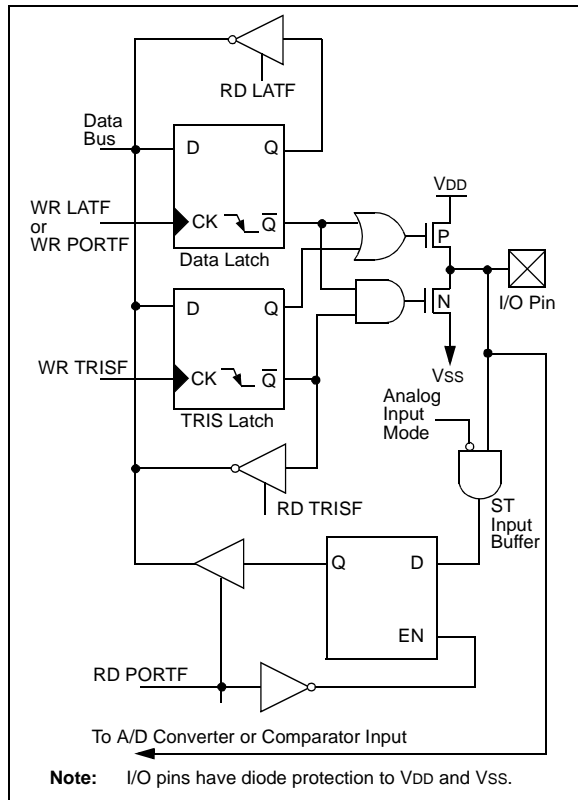 RD LATF
Data
Bus
D
Q
VDD
WR LATF
or
WR PORTF
CK
Q
P
Data Latch
N
I/O Pin
D
Q
WR TRISF
CK
Q
VSS
TRIS Latch
Analog
Input
Mode
RD TRISF
ST
Input
Buffer
Q
D
EN
RD PORTF
To A/D Converter or Comparator Input
Note: I/O pins have diode protection to VDD and VSS.